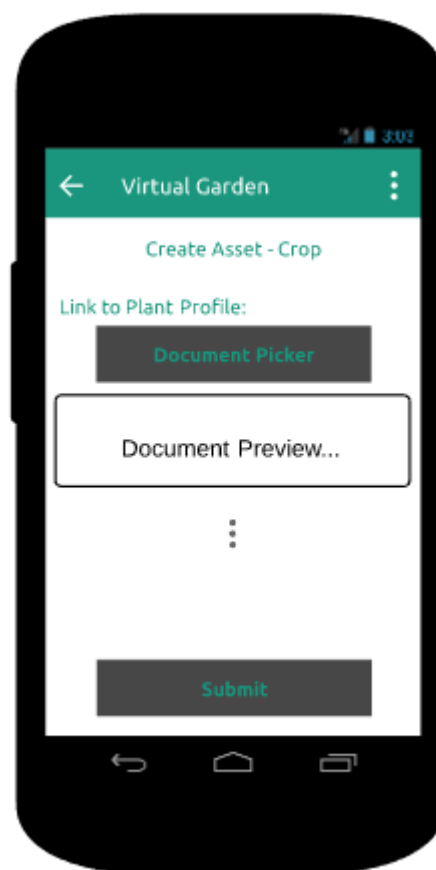 3:03
Virtual Garden
Create Asset - Crop
Link to Plant Profile:
Document Picker
Document Preview...
Submit